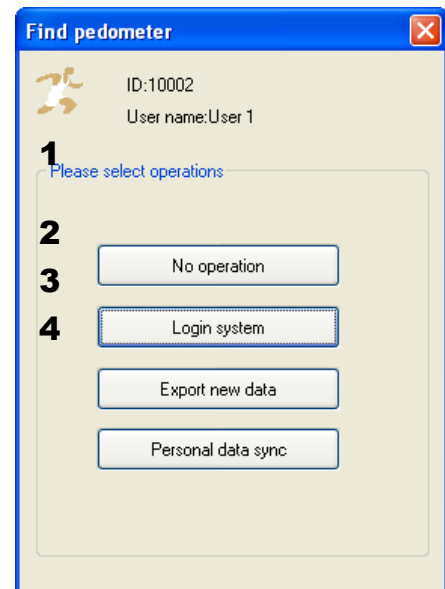 Find pedometer
ID:10002
User name:User 1
1
Please select operations
2
No operation
3
4
Login system
Export new data
Personal data sync